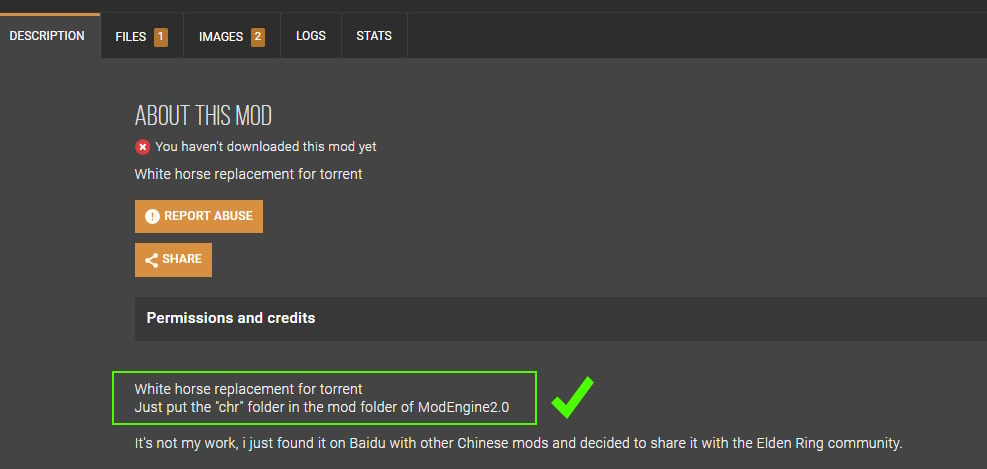 DESCRIPTION FILES 1 IMAGES 2 LOGS STATS
ABOUT THIS MOD
You haven't downloaded this mod yet
White horse replacement for torrent
REPORT ABUSE
SHARE
Permissions and credits
White horse replacement for torrent
Just put the "chr" folder in the mod folder of ModEngine2.0
It's not my work, i just found it on Baidu with other Chinese mods and decided to share it with the Elden Ring community.